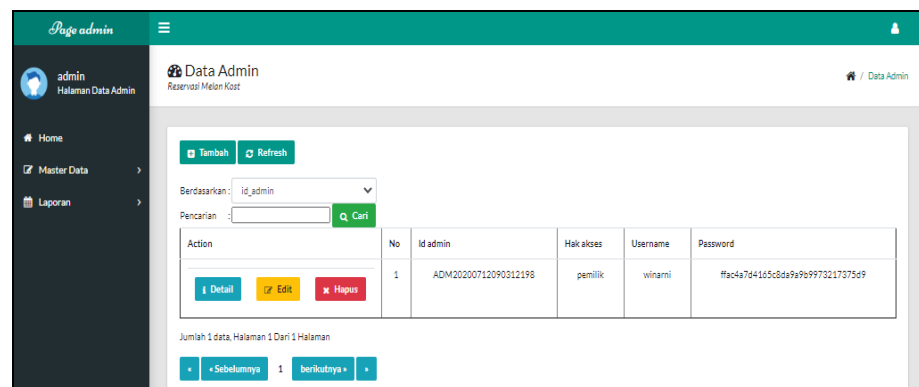 Page admin
admin
Halaman Data Admin
Home
Master Data
Laporan
Data Admin
Reservasi Melan Kost
/ Data Admin
Tambah Refresh
Berdasarkan : id_admin
Pencarian :
Cari
Action No Id admin Hak akses Username Password
Detail Edit Hapus 1 ADM20200712090312198 pemilik winarni ffac4a7d4165c8da9a9b9973217375d9
Jumlah 1 data, Halaman 1 Dari 1 Halaman
« «Sebelumnya 1 berikutnya» »